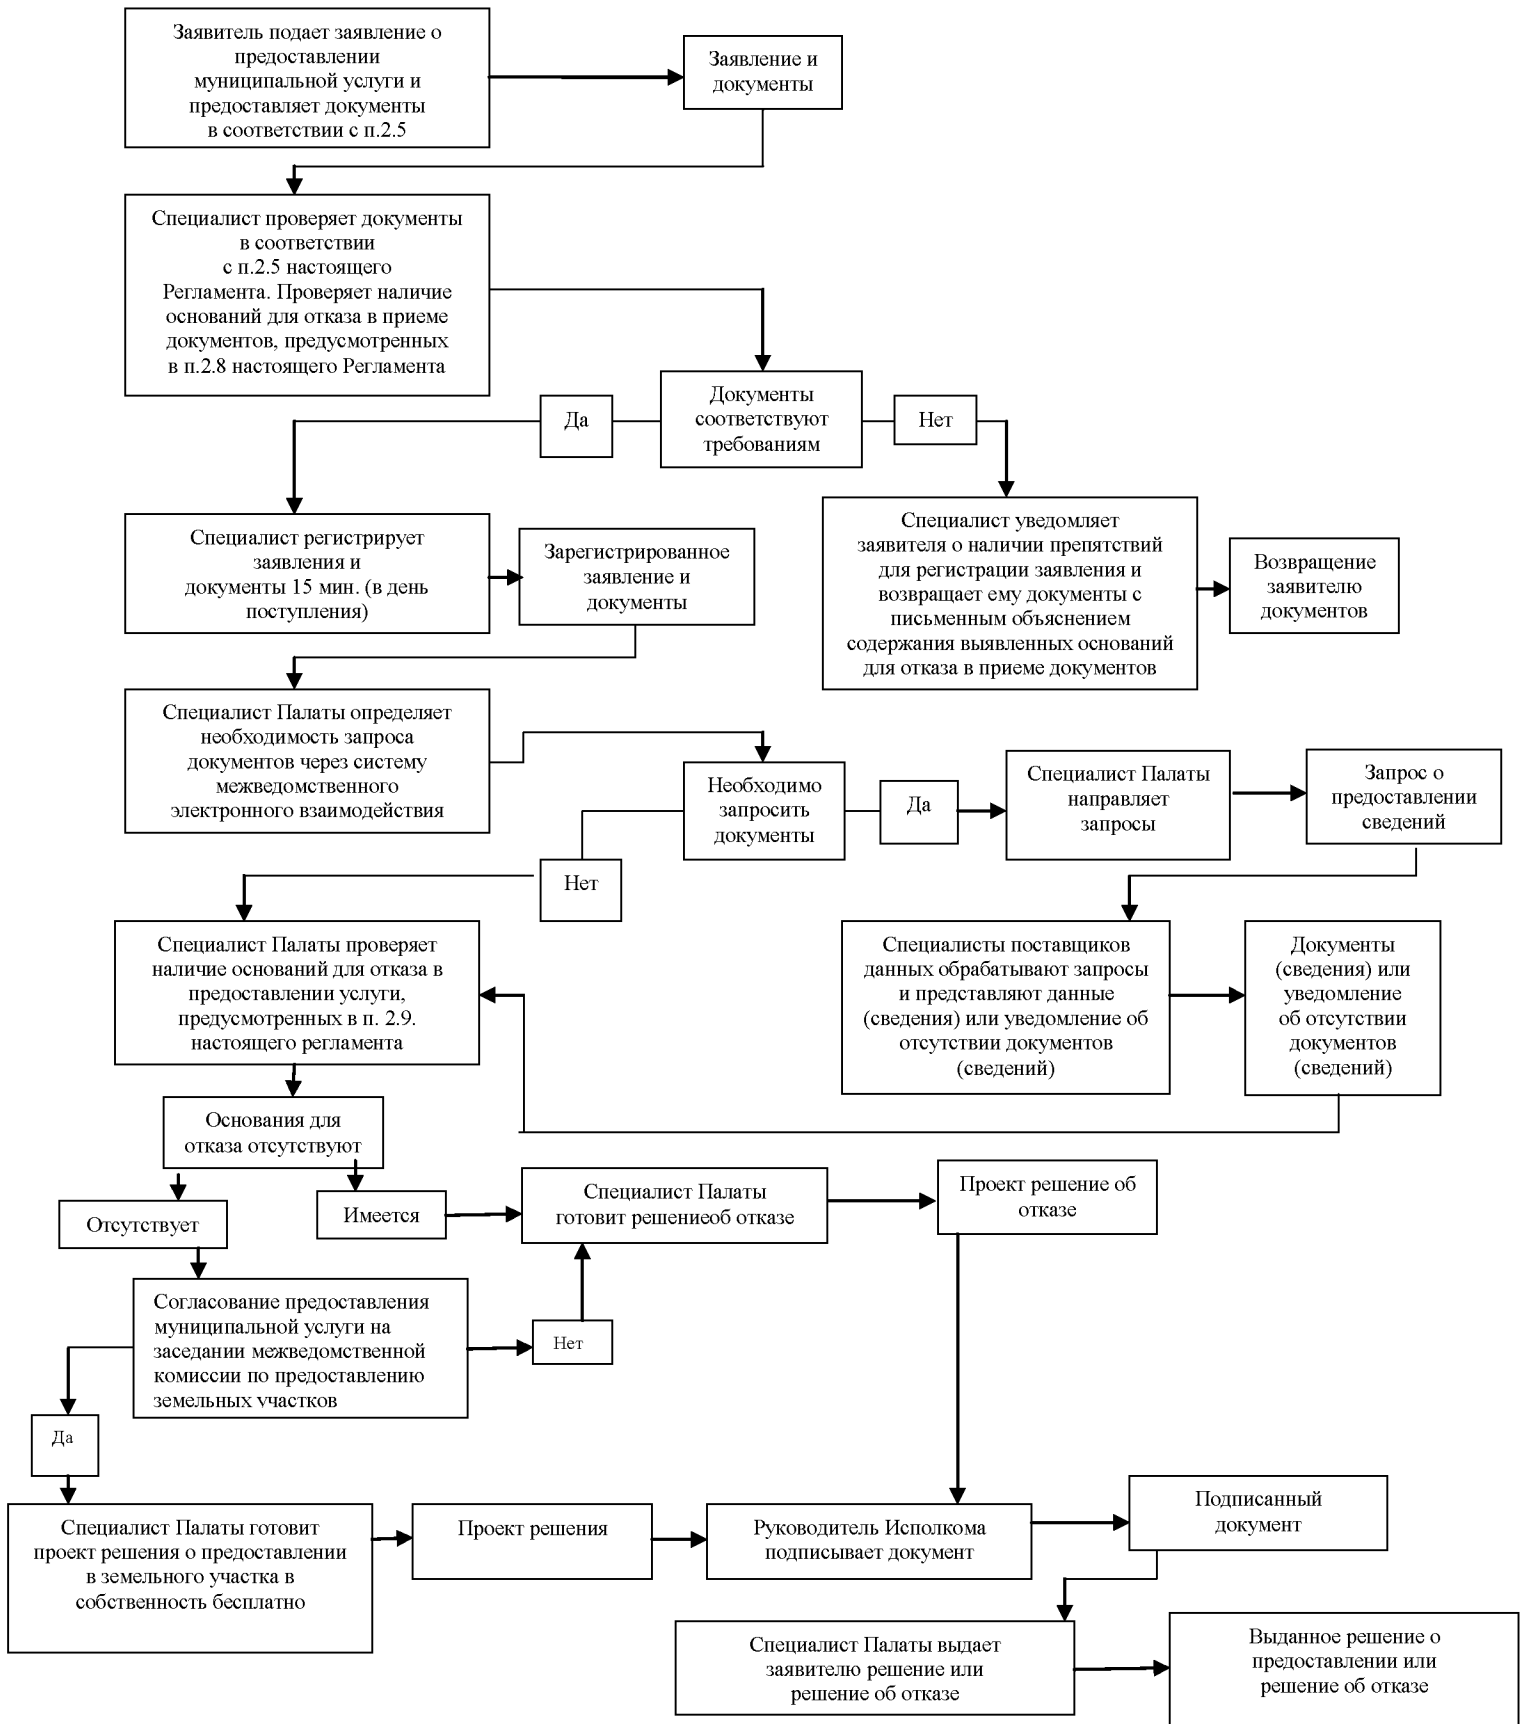 Заявитель подает заявление о
предоставлении
муниципальной услуги и
предоставляет документы
в соответствии с п.2.5
Заявление и
документы
Специалист проверяет документы
в соответствии
с п.2.5 настоящего
Регламента. Проверяет наличие
оснований для отказа в приеме
документов, предусмотренных
в п.2.8 настоящего Регламента
Документы
соответствуют
требованиям
Да
Нет
Специалист регистрирует
заявления и
документы 15 мин. (в день
поступления)
Зарегистрированное
заявление и
документы
Специалист уведомляет
заявителя о наличии препятствий
для регистрации заявления и
возвращает ему документы с
письменным объяснением
содержания выявленных оснований
для отказа в приеме документов
Возвращение
заявителю
документов
Специалист Палаты определяет
необходимость запроса
документов через систему
межведомственного
электронного взаимодействия
Необходимо
запросить
документы
Да
Специалист Палаты
направляет
запросы
Запрос о
предоставлении
сведений
Нет
Специалист Палаты проверяет
наличие оснований для отказа в
предоставлении услуги,
предусмотренных в п. 2.9.
настоящего регламента
Специалисты поставщиков
данных обрабатывают запросы
и представляют данные
(сведения) или уведомление об
отсутствии документов
(сведений)
Документы
(сведения) или
уведомление
об отсутствии
документов
(сведений)
Основания для
отказа отсутствуют
Отсутствует
Имеется
Специалист Палаты
готовит решениеоб отказе
Проект решение об
отказе
Согласование предоставления
муниципальной услуги на
заседании межведомственной
комиссии по предоставлению
земельных участков
Нет
Да
Специалист Палаты готовит
проект решения о предоставлении
в земельного участка в
собственность бесплатно
Проект решения
Руководитель Исполкома
подписывает документ
Подписанный
документ
Специалист Палаты выдает
заявителю решение или
решение об отказе
Выданное решение о
предоставлении или
решение об отказе